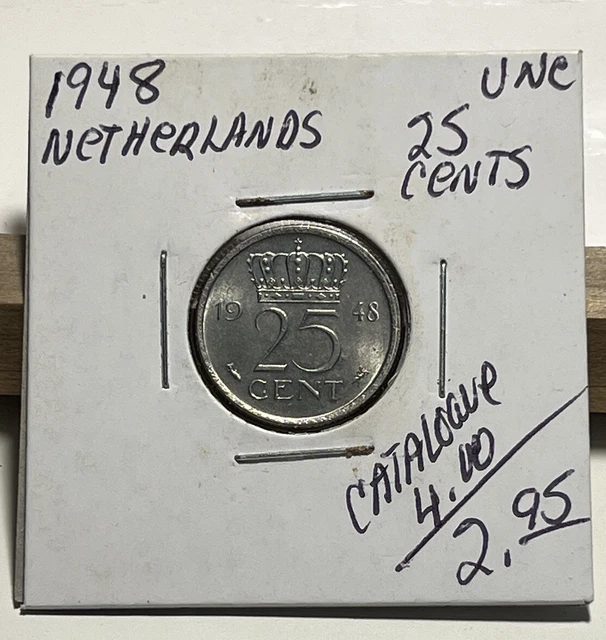 1948
NETHERLANDS
UNC
25
CENTS
19 48
25
CENT
CATALOGUE
4.00
2.95